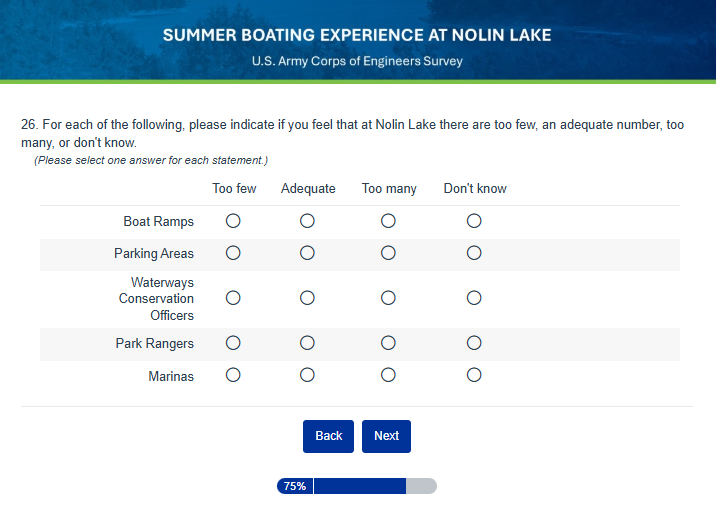 SUMMER BOATING EXPERIENCE AT NOLIN LAKE
U.S. Army Corps of Engineers Survey
26. For each of the following, please indicate if you feel that at Nolin Lake there are too few, an adequate number, too
many, or don't know.
(Please select one answer for each statement.)
Too few Adequate Too many Don't know
Boat Ramps
Parking Areas
Waterways
Conservation
Officers
Park Rangers
Marinas
Back Next
75%